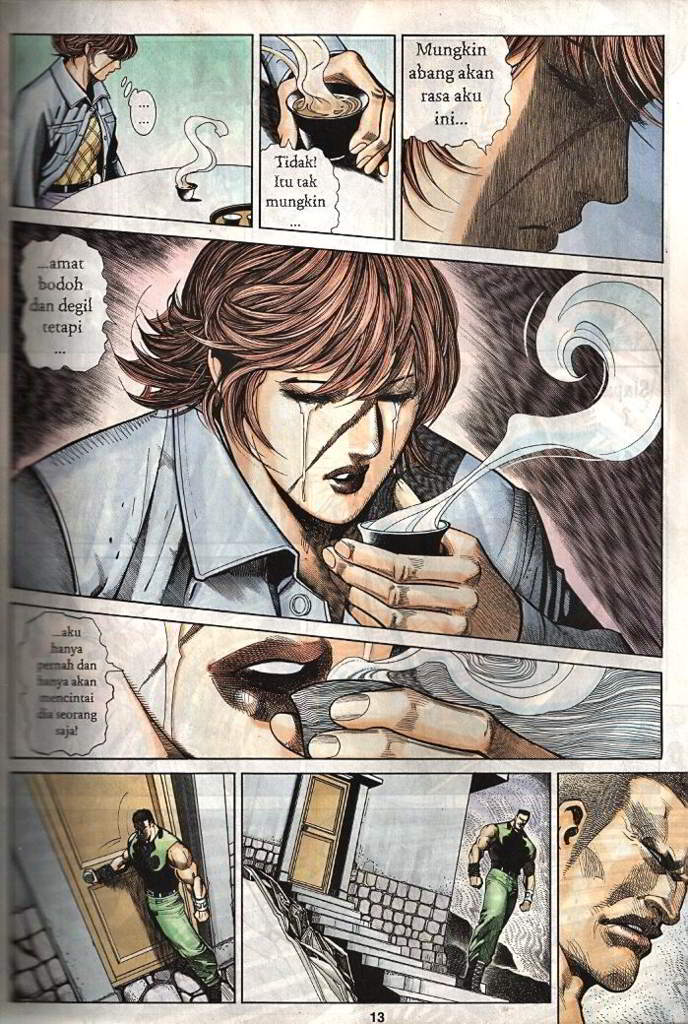 ...
...
Tidak!
Itu tak
mungkin
...
Mungkin
abang akan
rasa aku
ini...
...amat
bodoh
dan degil
tetapi
...
...aku
hanya
pernah dan
hanya akan
mencintai
dia seorang
saja!
13